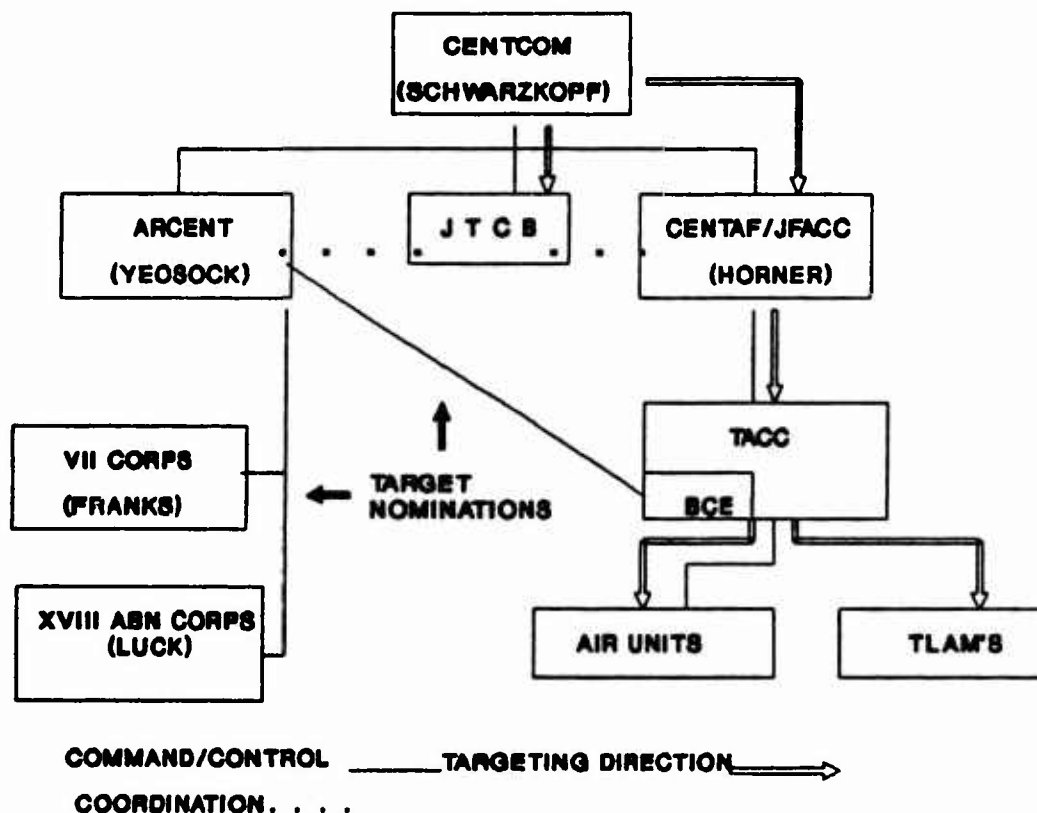 CENTCOM
(SCHWARZKOPF)
ARCENT
(YEOSOCK)
J T C B
CENTAF/JFACC
(HORNER)
VII CORPS
(FRANKS)
TARGET
NOMINATIONS
TACC
BCE
XVIII ABN CORPS
(LUCK)
AIR UNITS
TLAM'S
COMMAND/CONTROL ______ TARGETING DIRECTION
COORDINATION. . . .